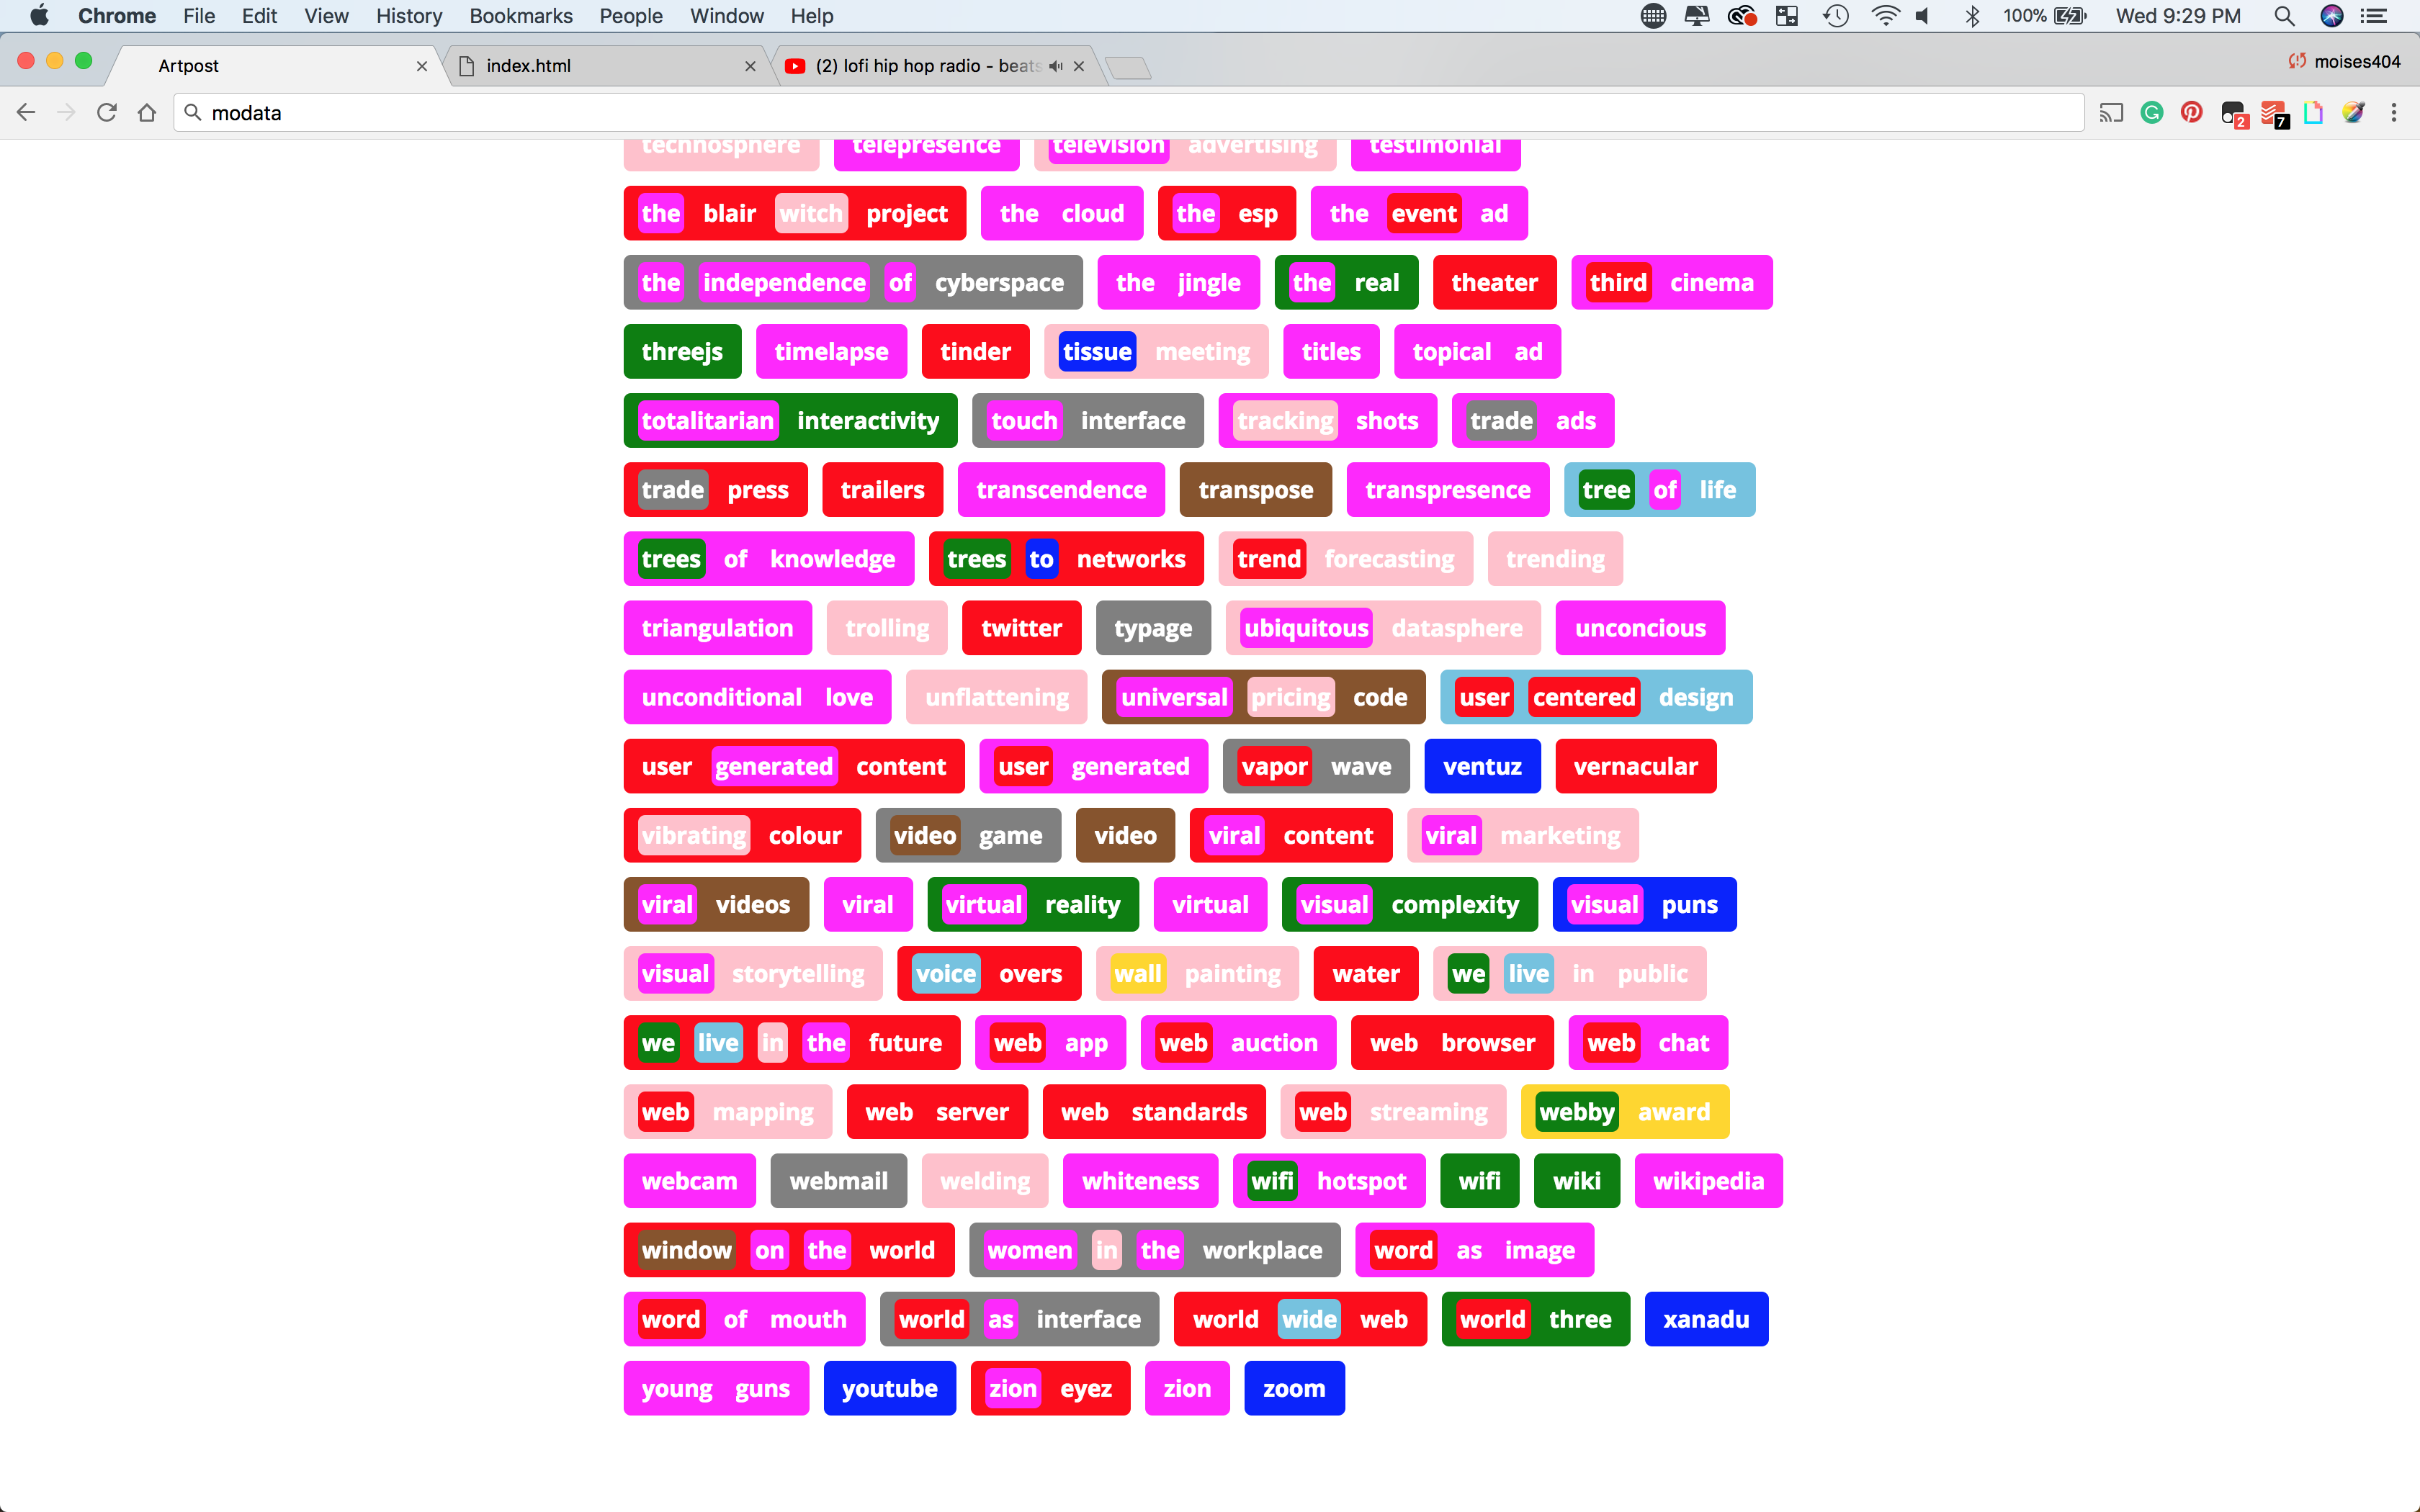 Chrome File Edit View History Bookmarks People Window Help 100% Wed 9:29 PM
Artpost index.html (2) lofi hip hop radio - beats moises404
modata 2 7
technosphere telepresence television advertising testimonial
the blair witch project the cloud the esp the event ad
the independence of cyberspace the jingle the real theater third cinema
threejs timelapse tinder tissue meeting titles topical ad
totalitarian interactivity touch interface tracking shots trade ads
trade press trailers transcendence transpose transpresence tree of life
trees of knowledge trees to networks trend forecasting trending
triangulation trolling twitter typage ubiquitous datasphere unconcious
unconditional love unflattening universal pricing code user centered design
user generated content user generated vapor wave ventuz vernacular
vibrating colour video game video viral content viral marketing
viral videos viral virtual reality virtual visual complexity visual puns
visual storytelling voice overs wall painting water we live in public
we live in the future web app web auction web browser web chat
web mapping web server web standards web streaming webby award
webcam webmail welding whiteness wifi hotspot wifi wiki wikipedia
window on the world women in the workplace word as image
word of mouth world as interface world wide web world three xanadu
young guns youtube zion eyez zion zoom